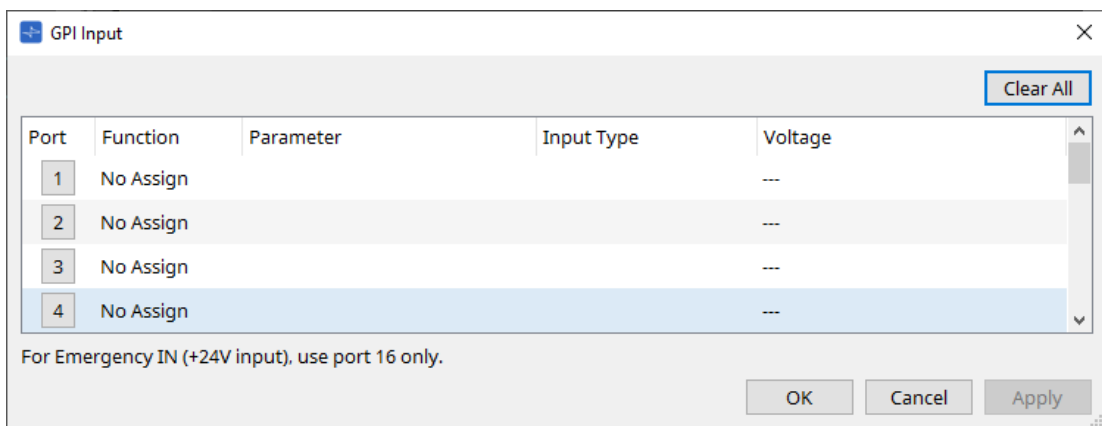 GPI Input
Clear All
Port Function Parameter Input Type Voltage
1 No Assign ---
2 No Assign ---
3 No Assign ---
4 No Assign ---
For Emergency IN (+24V input), use port 16 only.
OK Cancel Apply